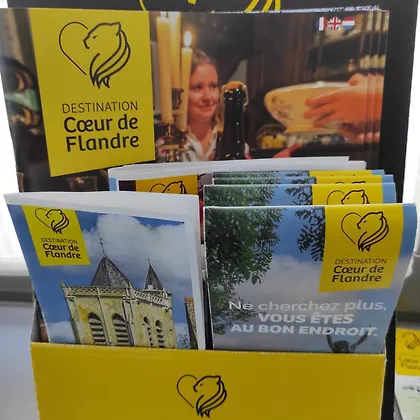 DESTINATION
Cœur de
Flandre
DESTINATION
Cœur de
Flandre
DESTINATION
Cœur de
Flandre
Ne cherchez plus,
VOUS ÊTES
AU BON ENDROIT.